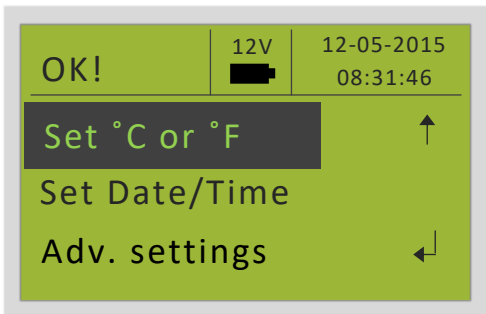 OK!
12V
12-05-2015
08:31:46
Set °C or °F
Set Date/Time
Adv. settings